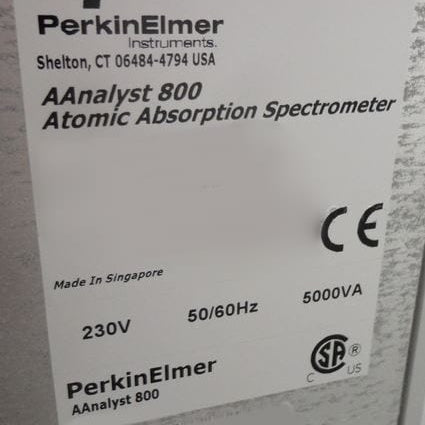 PerkinElmer
Instruments.
Shelton, CT 06484-4794 USA
AAnalyst 800
Atomic Absorption Spectrometer
CE
Made In Singapore
230V 50/60Hz 5000VA
PerkinElmer
AAnalyst 800
SA ®
C US